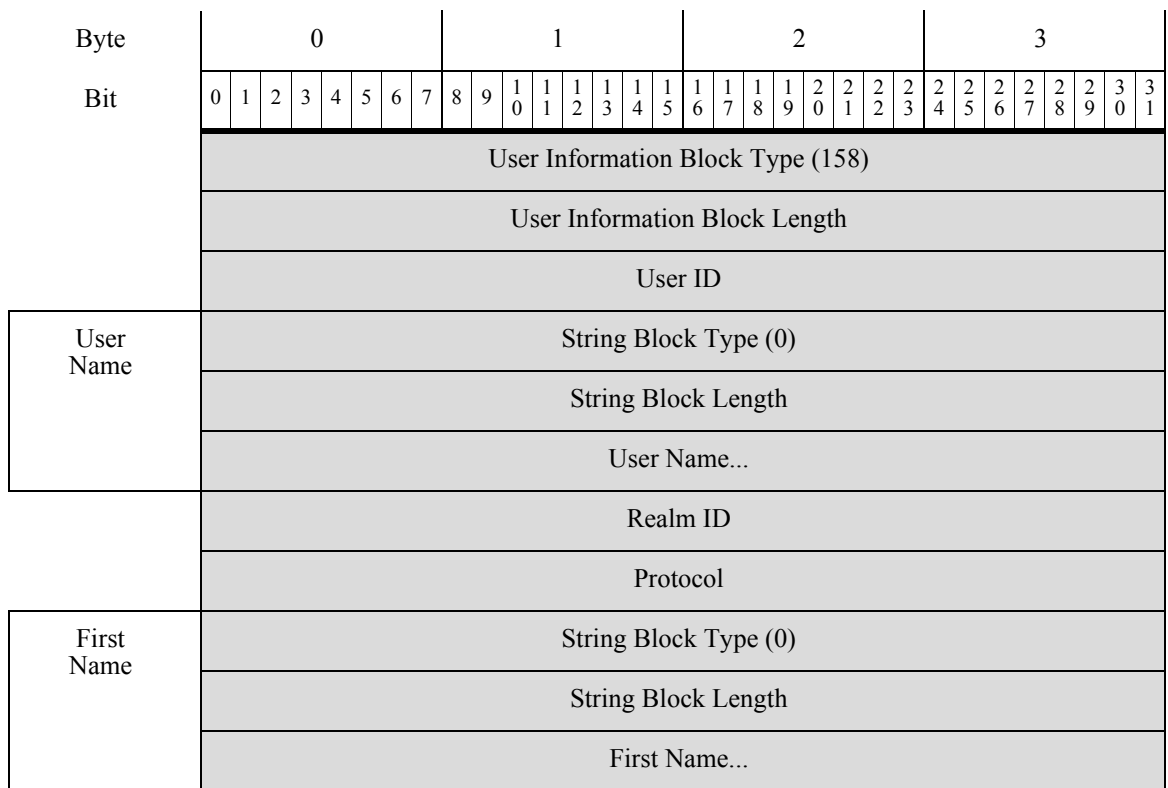 Byte 0 1 2 3
Bit 0 1 2 3 4 5 6 7 8 9 10 11 12 13 14 15 16 17 18 19 20 21 22 23 24 25 26 27 28 29 30 31
User Information Block Type (158)
User Information Block Length
User ID
User
Name
String Block Type (0)
String Block Length
User Name...
Realm ID
Protocol
First
Name
String Block Type (0)
String Block Length
First Name...